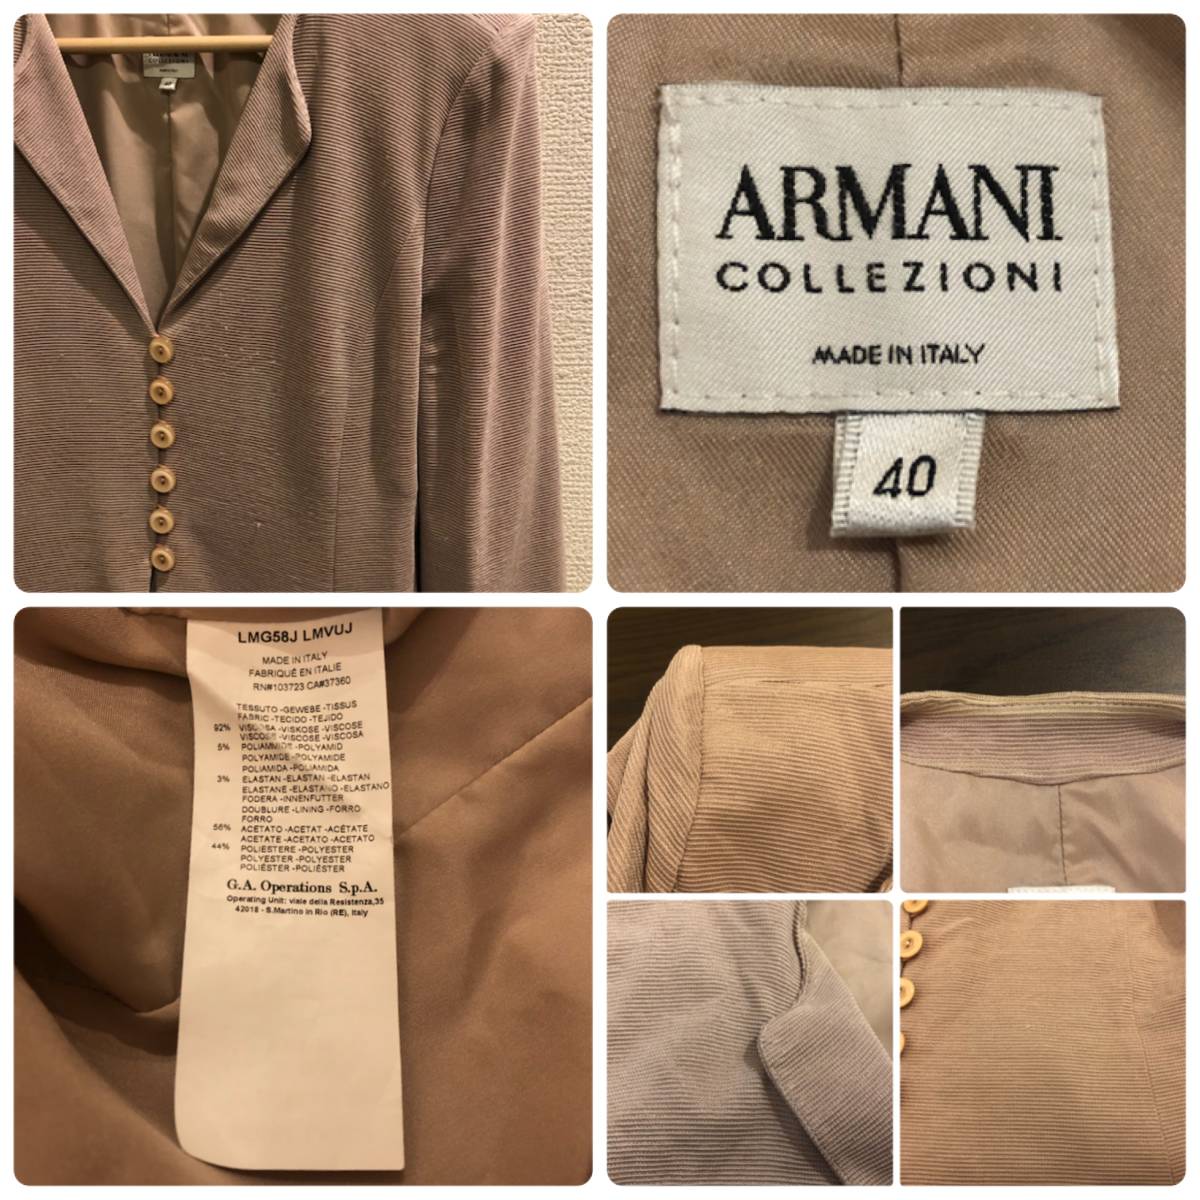 COLLEZIONI
40
ARMANI
COLLEZIONI
MADE IN ITALY
40
LMG58J LMVUJ
MADE IN ITALY
FABRIQUÉ EN ITALIE
RN#103723 CA#37360
TESSUTO -GEWEBE -TISSUS
FABRIC -TECIDO -TEJIDO
92% VISCOSA -VISKOSE -VISCOSE
VISCOSE -VISCOSE -VISCOSA
5% POLIAMMIDE -POLYAMID
POLYAMIDE -POLYAMIDE
POLIAMIDA -POLIAMIDA
3% ELASTAN -ELASTAN -ELASTAN
ELASTANE -ELASTANO -ELASTANO
FODERA -INNENFUTTER
DOUBLURE -LINING -FORRO
FORRO
56% ACETATO -ACETAT -ACÉTATE
ACETATE -ACETATO -ACETATO
44% POLIESTERE -POLYESTER
POLYESTER -POLYESTER
POLIÉSTER -POLIÉSTER
G.A. Operations S.p.A.
Operating Unit: viale della Resistenza,35
42018 - S.Martino in Rio (RE), Italy